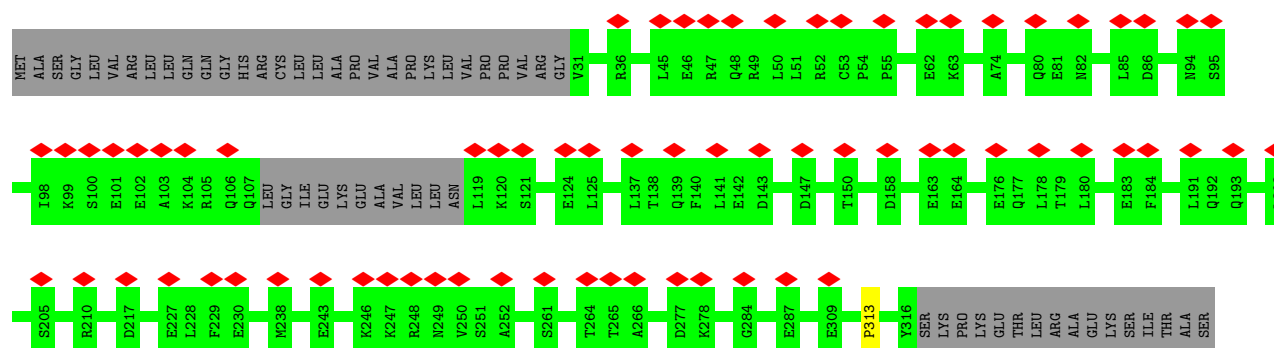 MET ALA SER GLY LEU VAL ARG LEU LEU GLN GLN GLY HIS ARG CYS LEU LEU ALA PRO VAL ALA PRO LYS LEU VAL PRO PRO VAL ARG GLY V31 R36 L45 E46 R47 Q48 R49 L50 L51 R52 C53 P54 P55 E62 K63 A74 Q80 E81 N82 L85 D86 N94 S95
I98 K99 S100 E101 E102 A103 K104 R105 Q106 Q107 LEU GLY ILE GLU LYS GLU ALA VAL LEU LEU ASN L119 K120 S121 E124 L125 L137 T138 Q139 F140 L141 E142 D143 D147 T150 D158 E163 E164 E176 Q177 L178 T179 L180 E183 F184 L191 Q192 Q193
S205 R210 D217 E227 L228 F229 E230 M238 E243 K246 K247 R248 N249 V250 S251 A252 S261 T264 T265 A266 D277 K278 G284 E287 E309 P313 Y316 SER LYS PRO LYS GLU THR LEU ARG ALA GLU LYS SER ILE THR ALA SER